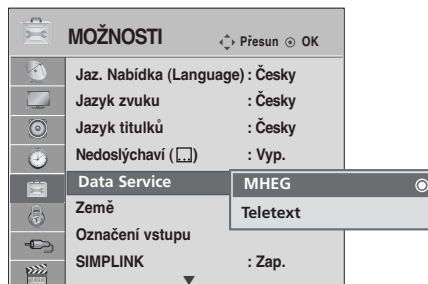 MOŽNOSTI Přesun OK
Jaz. Nabídka (Language) : Česky
Jazyk zvuku : Česky
Jazyk titulků : Česky
Nedoslýchaví ( ) : Vyp.
Data Service MHEG
Země Teletext
Označení vstupu
SIMPLINK : Zap.